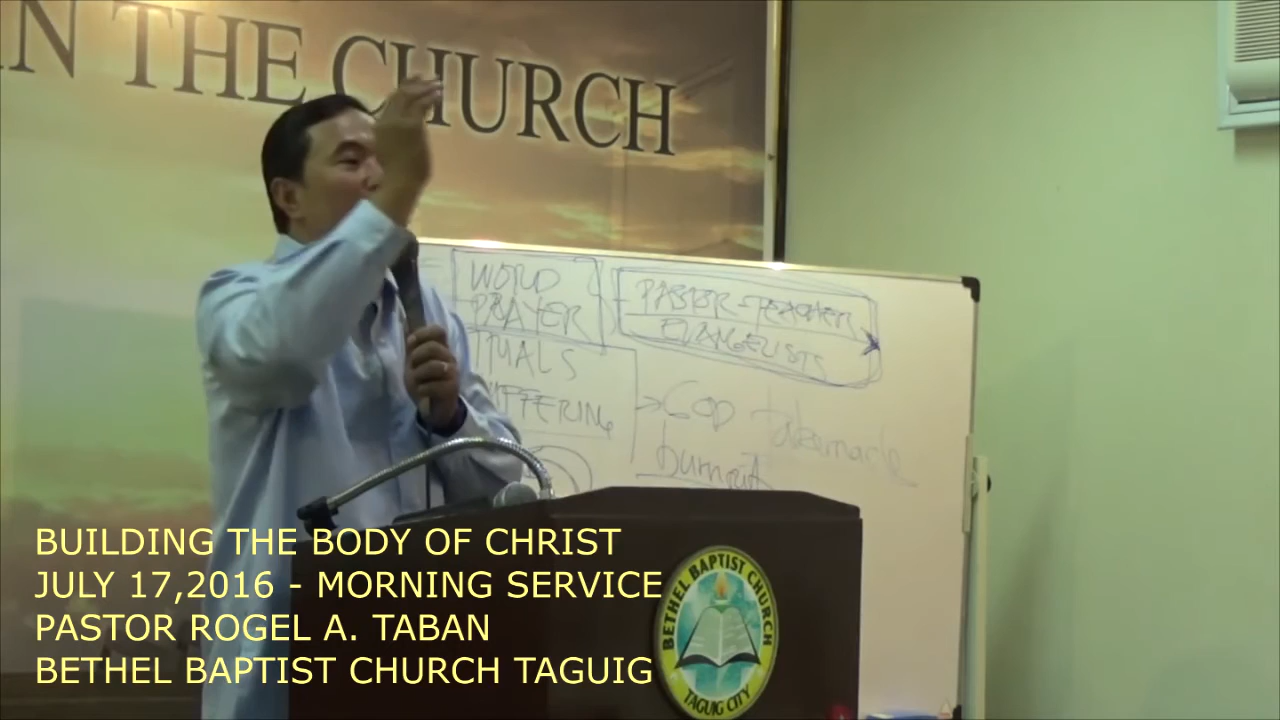 N THE CHURCH
WORD
PRAYER
PASTOR-TEACHERS
EVANGELISTS
GOD
BUILDING THE BODY OF CHRIST
JULY 17,2016 - MORNING SERVICE
PASTOR ROGEL A. TABAN
BETHEL BAPTIST CHURCH TAGUIG
BETHEL BAPTIST CHURCH
TAGUIG CITY